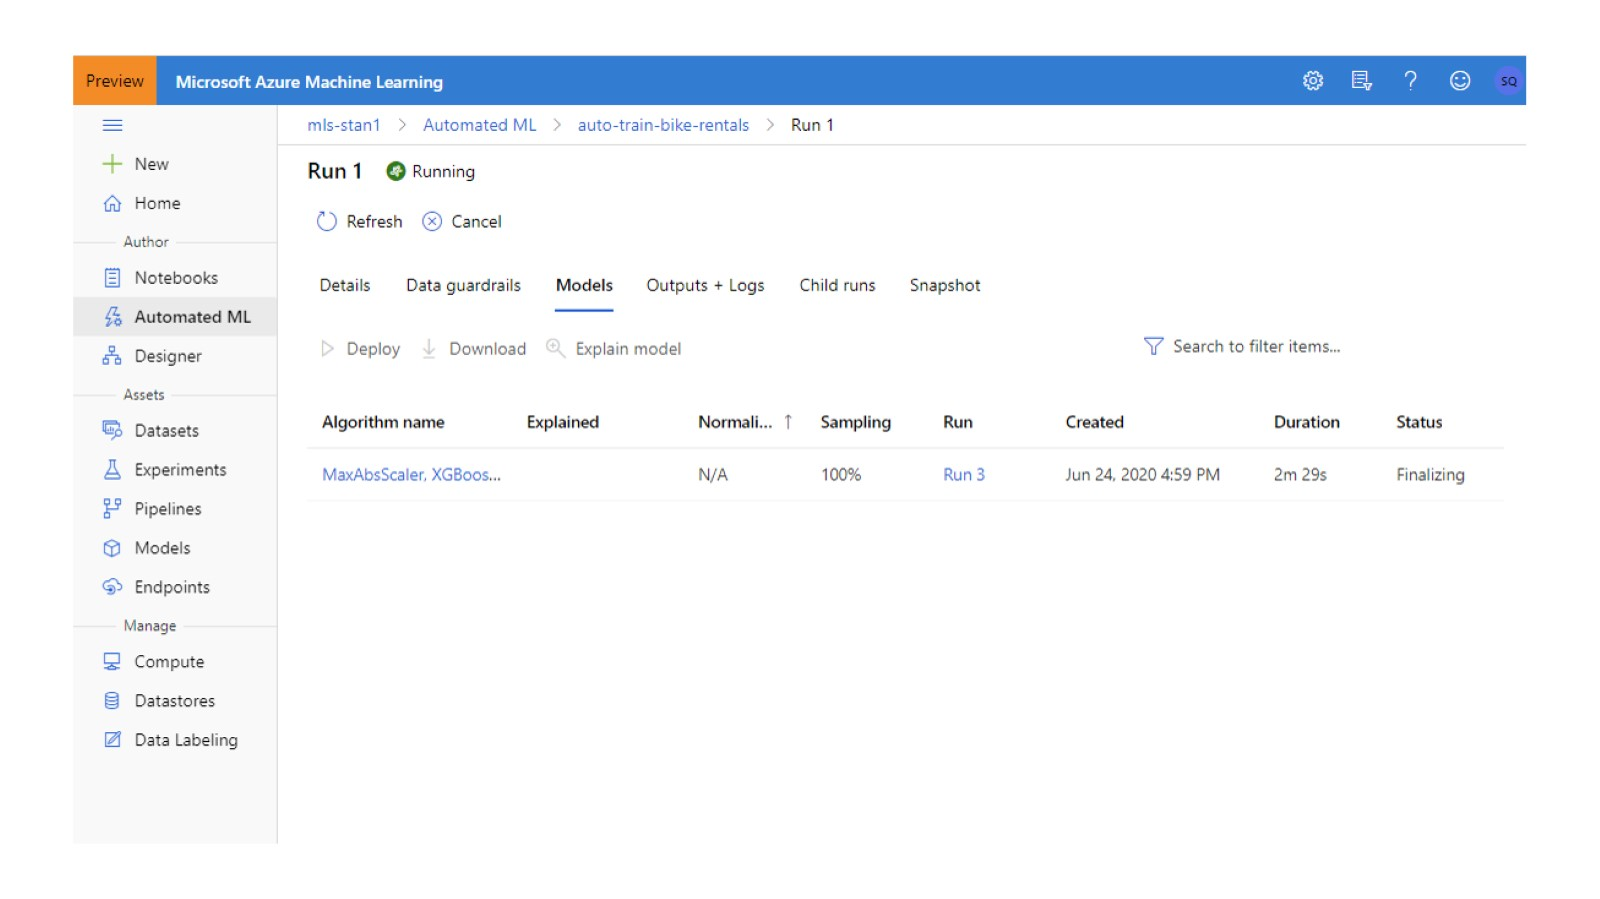 Preview
Microsoft Azure Machine Learning
?
SQ
New
Home
Author
Notebooks
Automated ML
Designer
Assets
Datasets
Experiments
Pipelines
Models
Endpoints
Manage
Compute
Datastores
Data Labeling
mls-stan1 > Automated ML > auto-train-bike-rentals > Run 1
Run 1 Running
Refresh Cancel
Details Data guardrails Models Outputs + Logs Child runs Snapshot
Deploy Download Explain model Search to filter items...
Algorithm name Explained Normali... ↑ Sampling Run Created Duration Status
MaxAbsScaler, XGBoos... N/A 100% Run 3 Jun 24, 2020 4:59 PM 2m 29s Finalizing